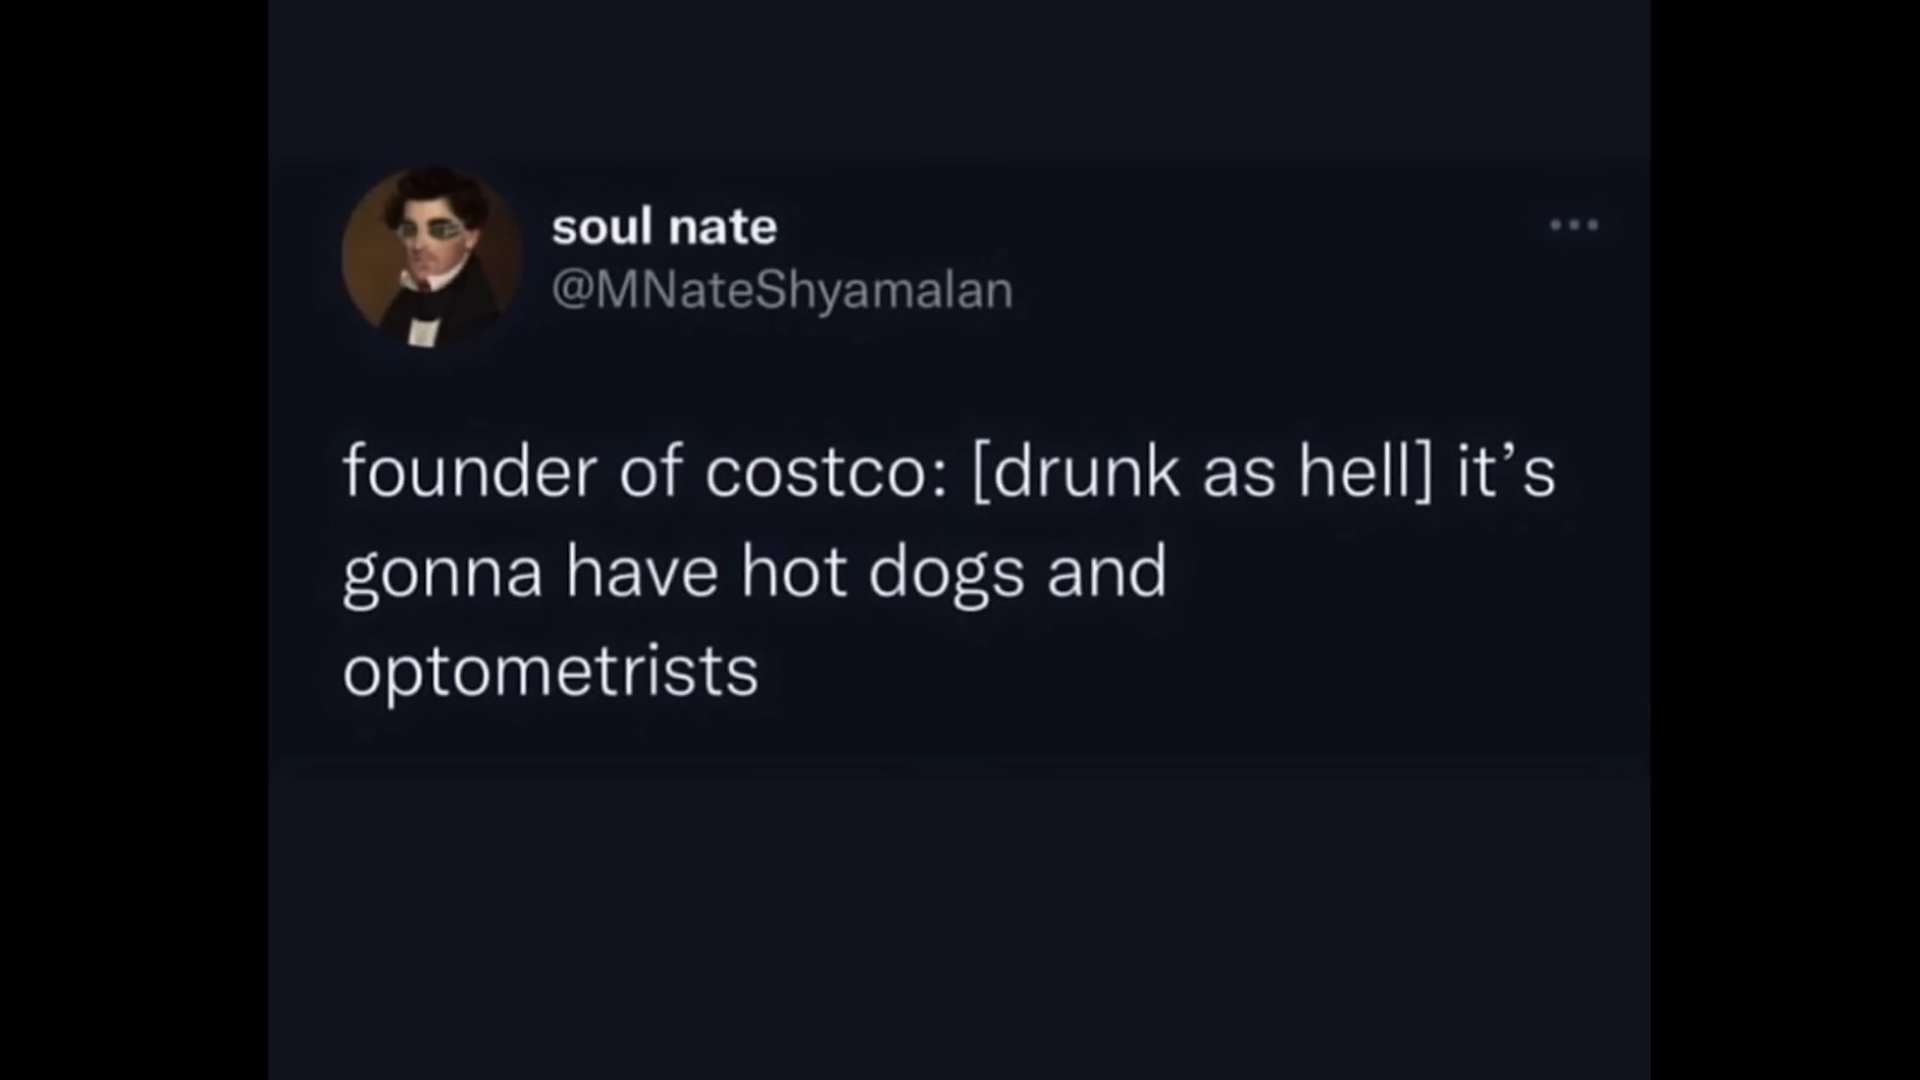 soul nate
@MNateShyamalan
founder of costco: [drunk as hell] it’s
gonna have hot dogs and
optometrists